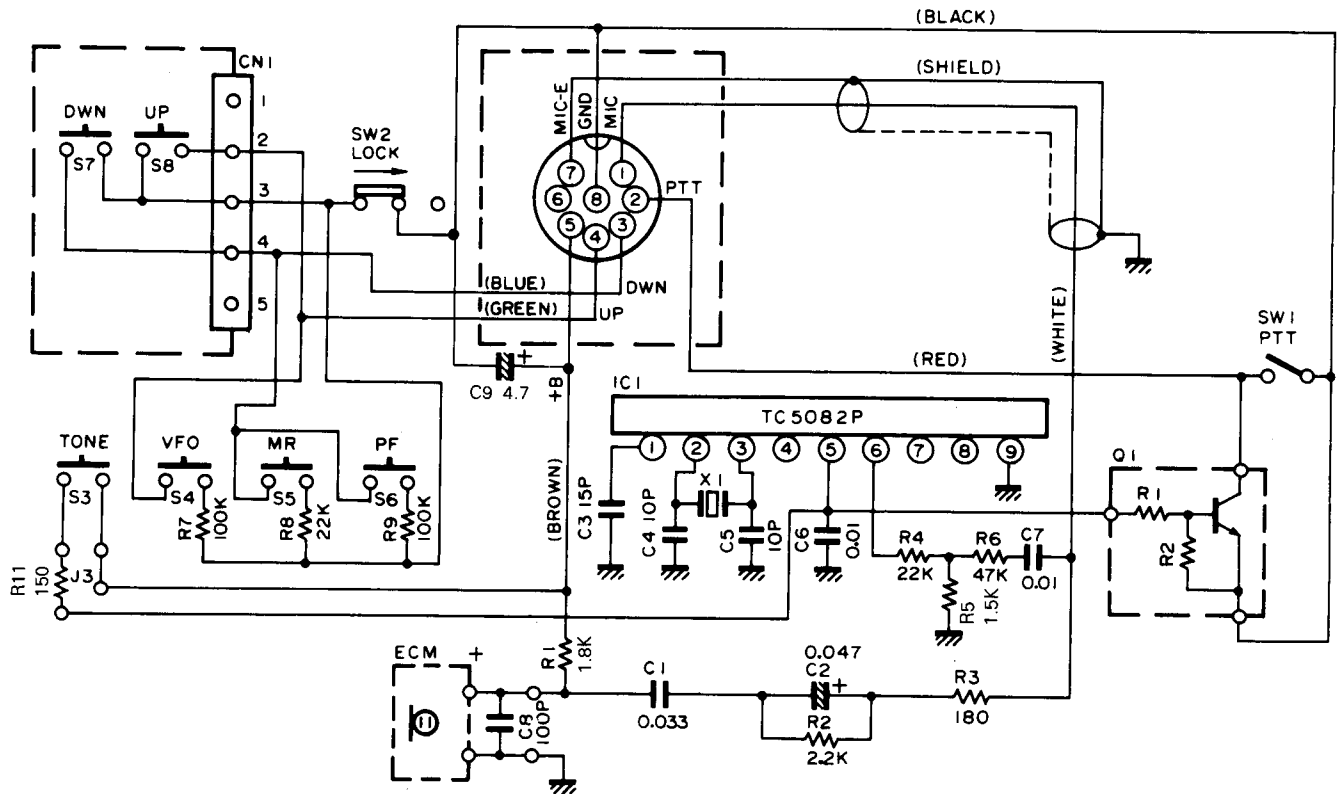 (BLACK)
CN1
(SHIELD)
DWN
UP
1
2
3
4
5
S7
S8
SW2
LOCK
MIC-E
GND
MIC
PTT
7
1
6
8
2
5
4
3
(BLUE)
DWN
(GREEN)
UP
(WHITE)
SW1
PTT
(RED)
C9 4.7
+
+B
IC1
TC5082P
1
2
3
4
5
6
7
8
9
TONE
VFO
MR
PF
S3
S4
S5
S6
R7
100K
R8
22K
R9
100K
(BROWN)
X1
C3 15P
C4 10P
C5
10P
C6
0.01
R4
22K
R6
47K
C7
0.01
R5
1.5K
Q1
R1
R2
R11
150
J3
ECM
+
R1
1.8K
C8
100P
C1
0.033
0.047
C2
+
R2
2.2K
R3
180